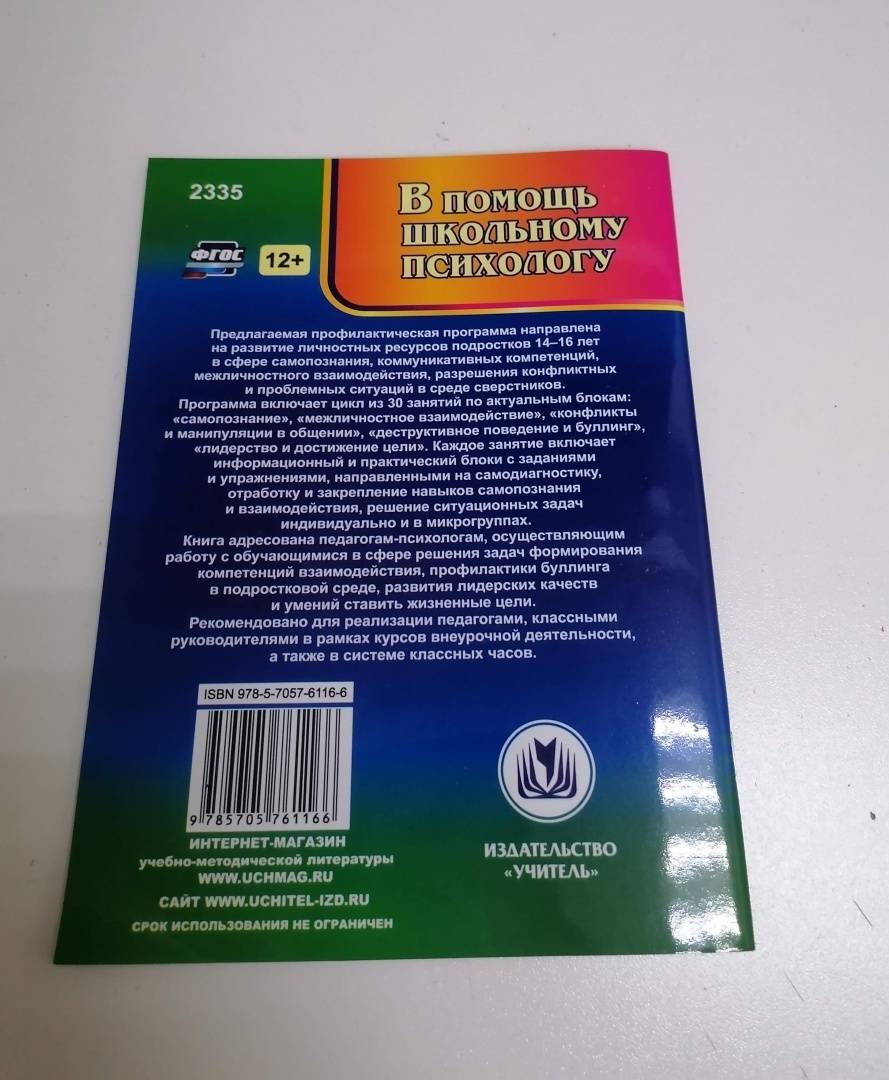 2335
ФГОС
12+
В ПОМОЩЬ
ШКОЛЬНОМУ
ПСИХОЛОГУ
Предлагаемая профилактическая программа направлена
на развитие личностных ресурсов подростков 14–16 лет
в сфере самопознания, коммуникативных компетенций,
межличностного взаимодействия, разрешения конфликтных
и проблемных ситуаций в среде сверстников.
Программа включает цикл из 30 занятий по актуальным блокам:
«самопознание», «межличностное взаимодействие», «конфликты
и манипуляции в общении», «деструктивное поведение и буллинг»,
«лидерство и достижение цели». Каждое занятие включает
информационный и практический блоки с заданиями
и упражнениями, направленными на самодиагностику,
отработку и закрепление навыков самопознания
и взаимодействия, решение ситуационных задач
индивидуально и в микрогруппах.
Книга адресована педагогам-психологам, осуществляющим
работу с обучающимися в сфере решения задач формирования
компетенций взаимодействия, профилактики буллинга
в подростковой среде, развития лидерских качеств
и умений ставить жизненные цели.
Рекомендовано для реализации педагогами, классными
руководителями в рамках курсов внеурочной деятельности,
а также в системе классных часов.
ISBN 978-5-7057-6116-6
9 785705 761166
ИНТЕРНЕТ-МАГАЗИН
учебно-методической литературы
WWW.UCHMAG.RU
САЙТ WWW.UCHITEL-IZD.RU
СРОК ИСПОЛЬЗОВАНИЯ НЕ ОГРАНИЧЕН
ИЗДАТЕЛЬСТВО
«УЧИТЕЛЬ»